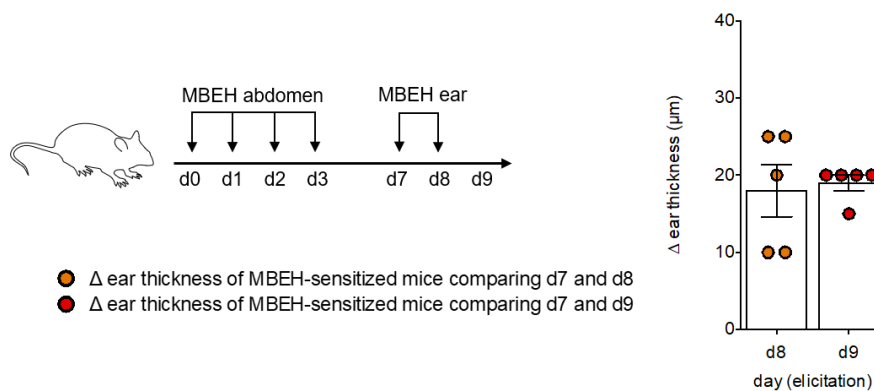 MBEH abdomen MBEH ear
d0 d1 d2 d3 d7 d8 d9
Δ ear thickness of MBEH-sensitized mice comparing d7 and d8
Δ ear thickness of MBEH-sensitized mice comparing d7 and d9
Δ ear thickness (µm)
40
30
20
10
0
d8 d9
day (elicitation)